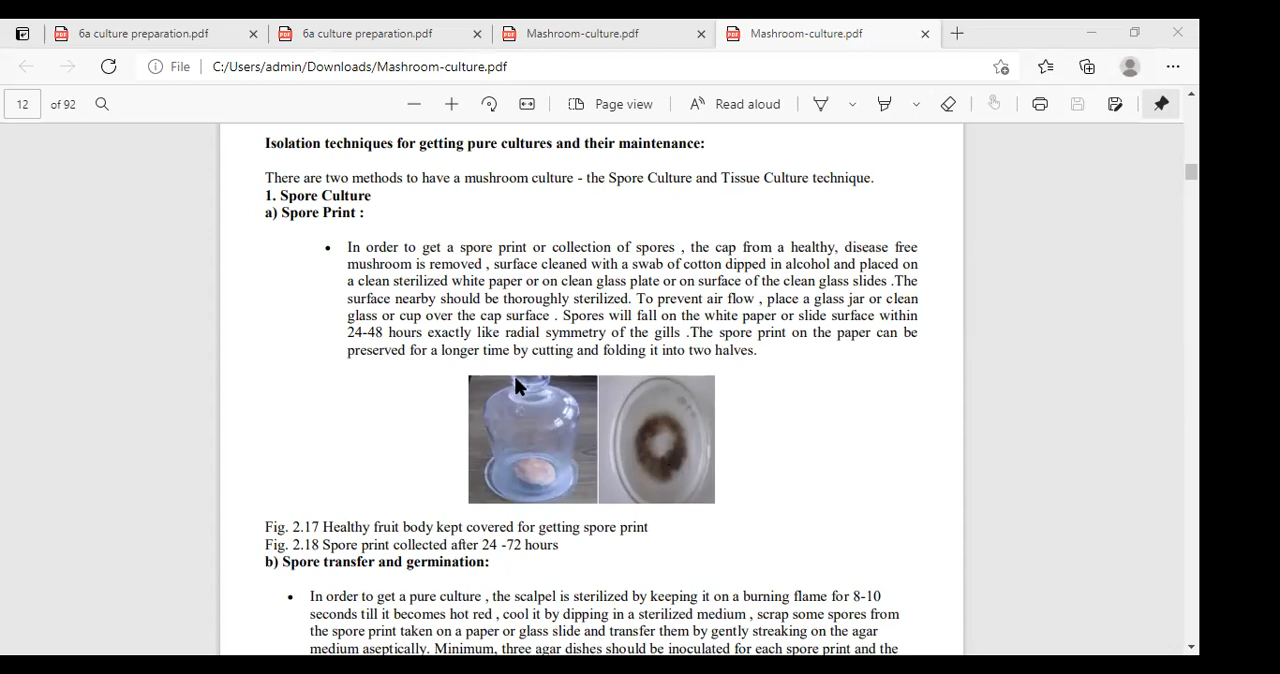 6a culture preparation.pdf
6a culture preparation.pdf
Mashroom-culture.pdf
Mashroom-culture.pdf
File C:/Users/admin/Downloads/Mashroom-culture.pdf
12 of 92 Page view Read aloud
Isolation techniques for getting pure cultures and their maintenance:
There are two methods to have a mushroom culture - the Spore Culture and Tissue Culture technique.
1. Spore Culture
a) Spore Print :
• In order to get a spore print or collection of spores , the cap from a healthy, disease free
mushroom is removed , surface cleaned with a swab of cotton dipped in alcohol and placed on
a clean sterilized white paper or on clean glass plate or on surface of the clean glass slides .The
surface nearby should be thoroughly sterilized. To prevent air flow , place a glass jar or clean
glass or cup over the cap surface . Spores will fall on the white paper or slide surface within
24-48 hours exactly like radial symmetry of the gills .The spore print on the paper can be
preserved for a longer time by cutting and folding it into two halves.
Fig. 2.17 Healthy fruit body kept covered for getting spore print
Fig. 2.18 Spore print collected after 24 -72 hours
b) Spore transfer and germination:
• In order to get a pure culture , the scalpel is sterilized by keeping it on a burning flame for 8-10
seconds till it becomes hot red , cool it by dipping in a sterilized medium , scrap some spores from
the spore print taken on a paper or glass slide and transfer them by gently streaking on the agar
medium aseptically. Minimum, three agar dishes should be inoculated for each spore print and the